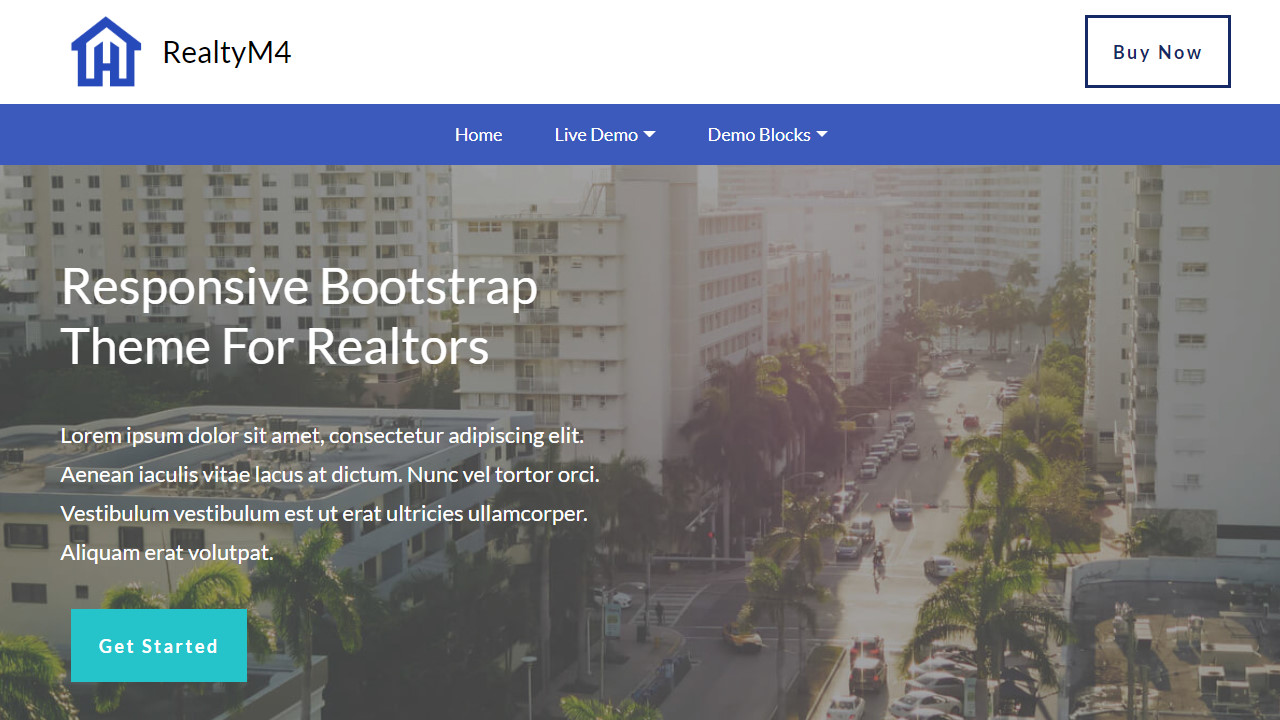 RealtyM4
Buy Now
Home
Live Demo
Demo Blocks
Responsive Bootstrap
Theme For Realtors
Lorem ipsum dolor sit amet, consectetur adipiscing elit.
Aenean iaculis vitae lacus at dictum. Nunc vel tortor orci.
Vestibulum vestibulum est ut erat ultricies ullamcorper.
Aliquam erat volutpat.
Get Started